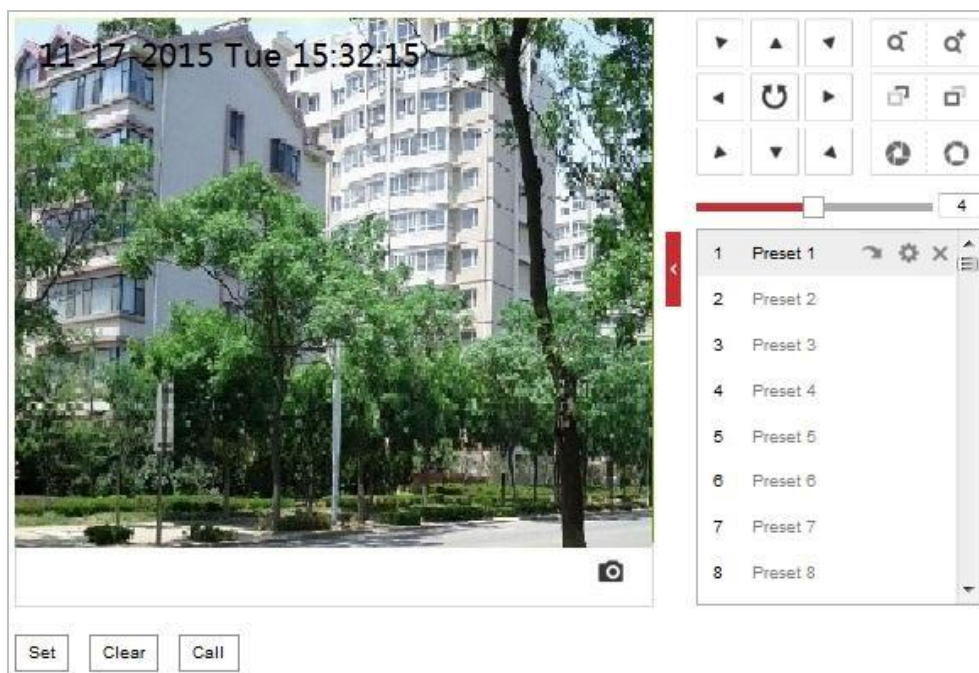 11-17-2015 Tue 15:32:15
4
1 Preset 1
2 Preset 2
3 Preset 3
4 Preset 4
5 Preset 5
6 Preset 6
7 Preset 7
8 Preset 8
Set Clear Call